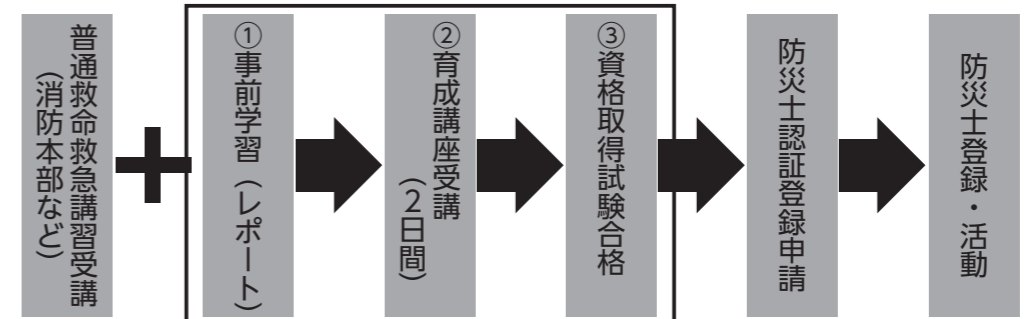 普通救命救急講習受講
（消防本部など）
①事前学習（レポート）
②育成講座受講
（２日間）
③資格取得試験合格
防災士認証登録申請
防災士登録・活動